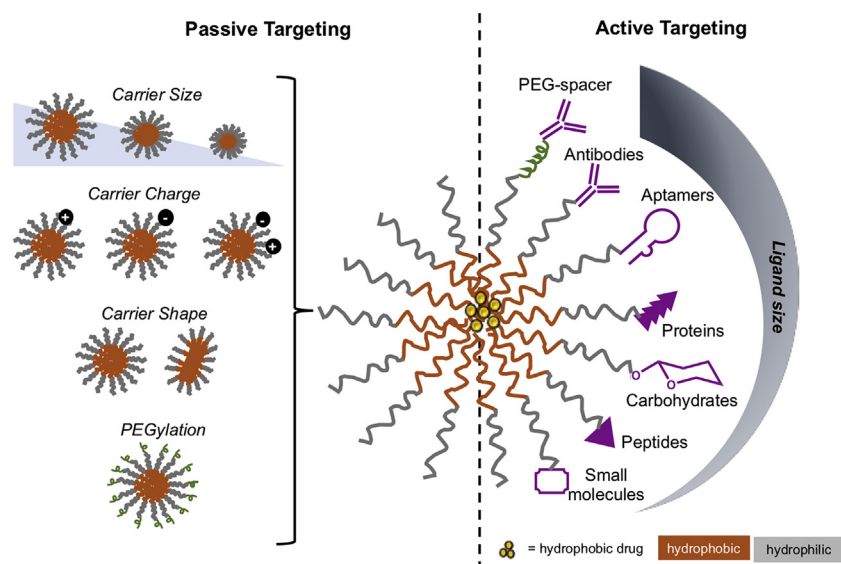 Passive Targeting
Active Targeting
Carrier Size
Carrier Charge
+
-
-
+
Carrier Shape
PEGylation
PEG-spacer
Antibodies
Aptamers
Proteins
O
O
Carbohydrates
Peptides
Small
molecules
Ligand size
= hydrophobic drug
hydrophobic
hydrophilic